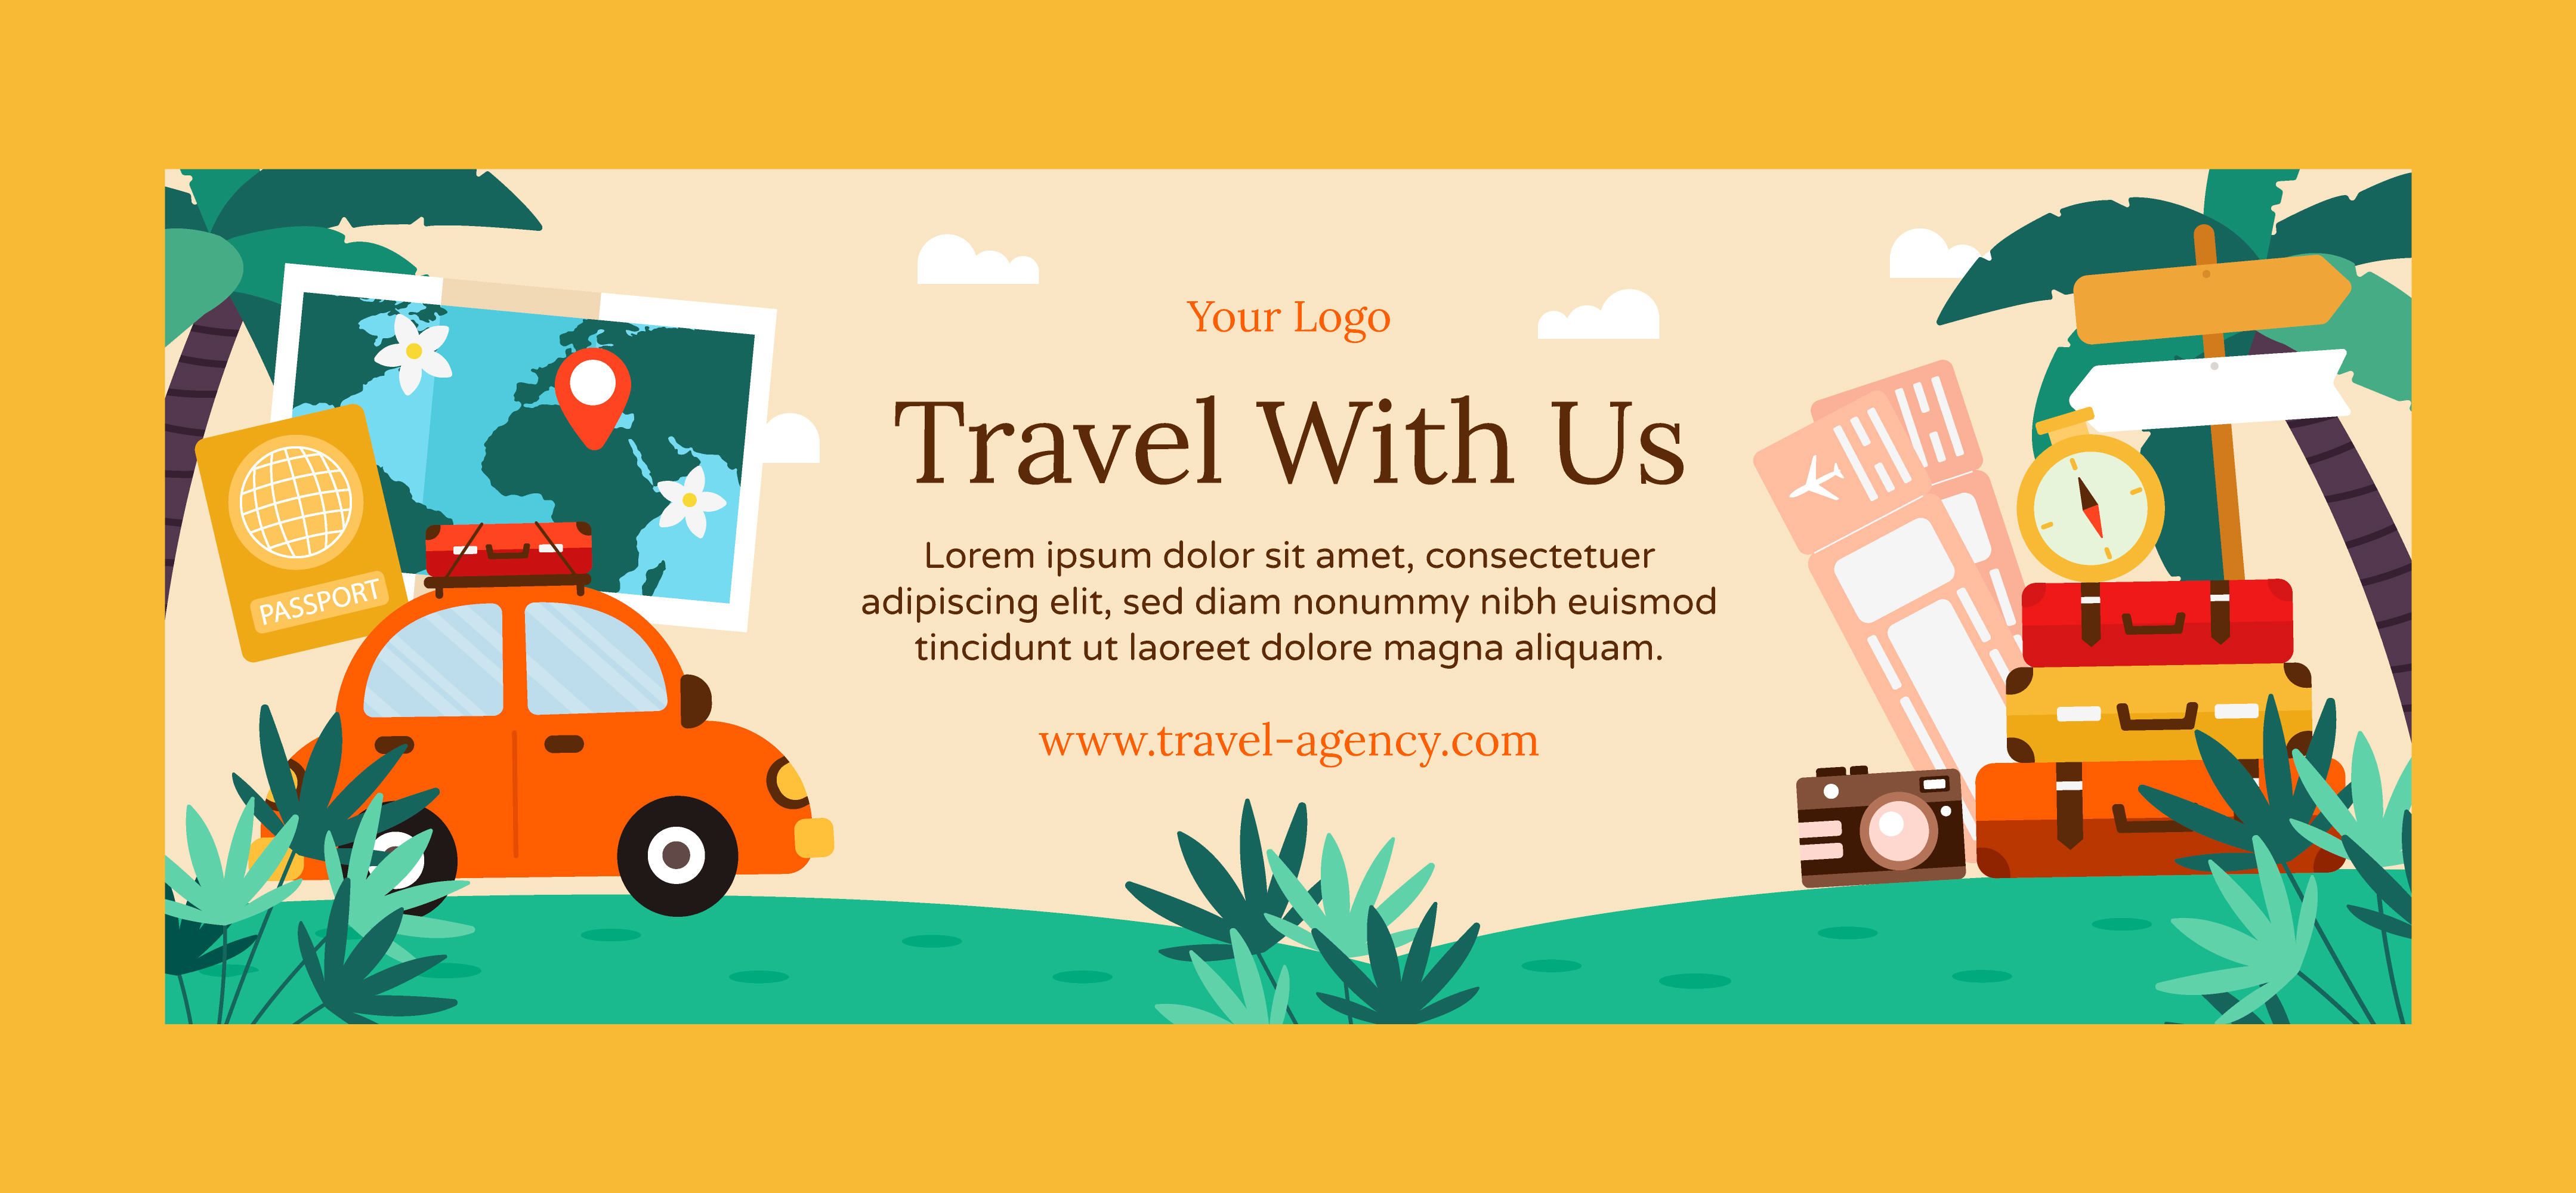 Your Logo
Travel With Us
Lorem ipsum dolor sit amet, consectetuer
adipiscing elit, sed diam nonummy nibh euismod
tincidunt ut laoreet dolore magna aliquam.
www.travel-agency.com
PASSPORT